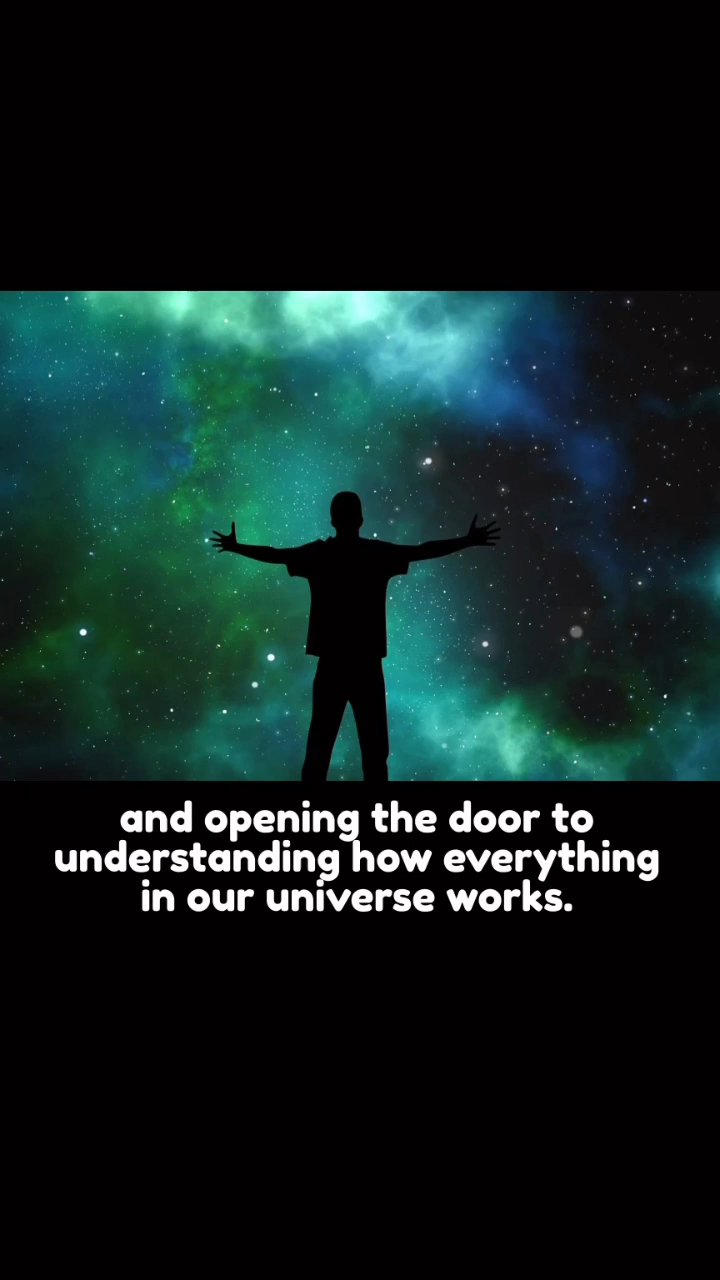 and opening the door to
understanding how everything
in our universe works.